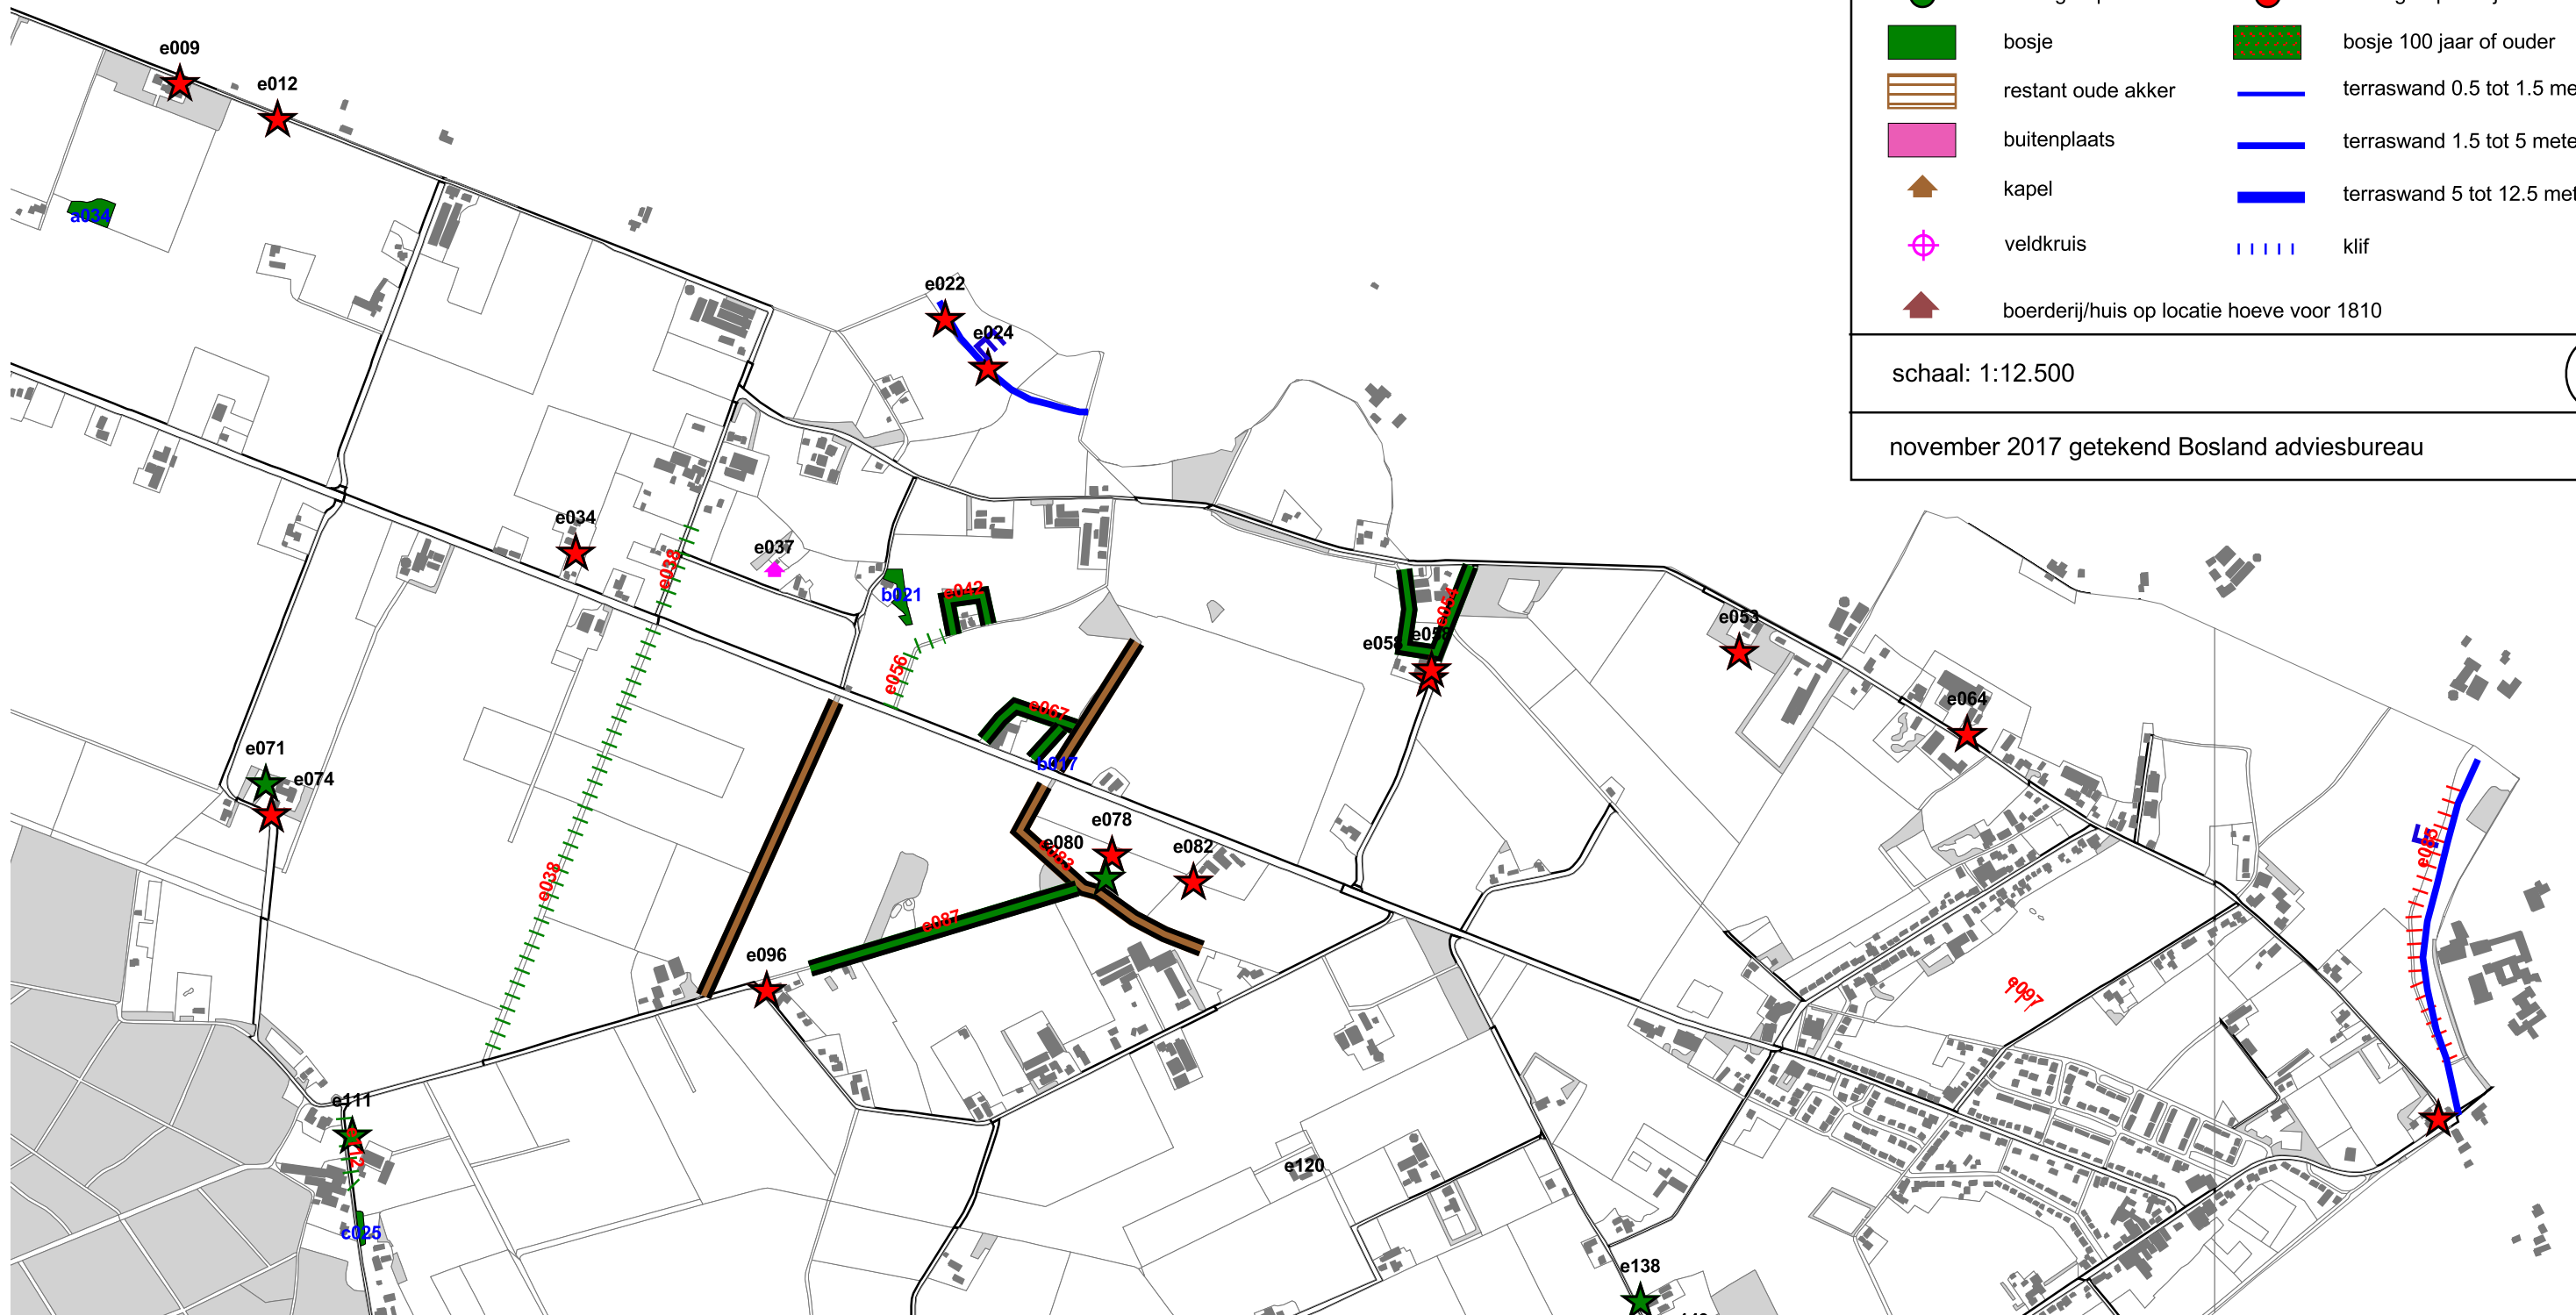 bosje
bosje 100 jaar of ouder
restant oude akker
terraswand 0.5 tot 1.5
buitenplaats
terraswand 1.5 tot 5
kapel
terraswand 5 tot 12.5
veldkruis
klif
boerderij/huis op locatie hoeve voor 1810
schaal: 1:12.500
november 2017 getekend Bosland adviesbureau
e009
e012
a034
e022
e024
E
e034
e038
e037
b021
e042
e056
e054
e058
e053
e064
e067
b017
e071
e074
e078
e080
e083
e082
e038
e087
e096
E
e097
e111
c025
e120
e138